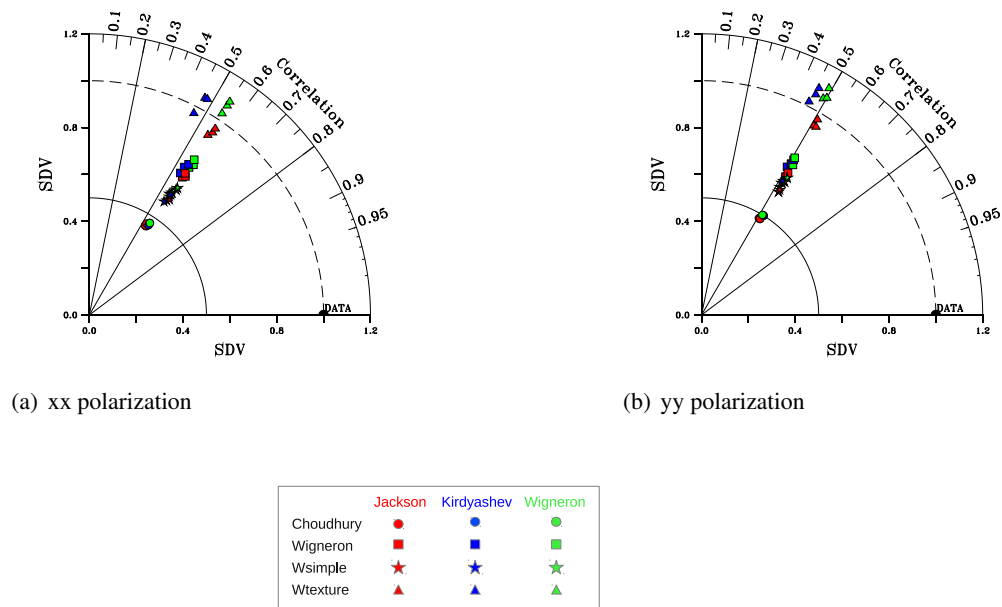 1.2
0.8
0.4
0.0
SDV
0.0
0.4
0.8
1.2
SDV
0.1
0.2
0.3
0.4
0.5
0.6
0.7
0.8
0.9
0.95
Correlation
DATA
(a) xx polarization
1.2
0.8
0.4
0.0
SDV
0.0
0.4
0.8
1.2
SDV
0.1
0.2
0.3
0.4
0.5
0.6
0.7
0.8
0.9
0.95
Correlation
DATA
(b) yy polarization
Jackson Kirdyashev Wigneron
Choudhury
Wigneron
Wsimple
Wtexture